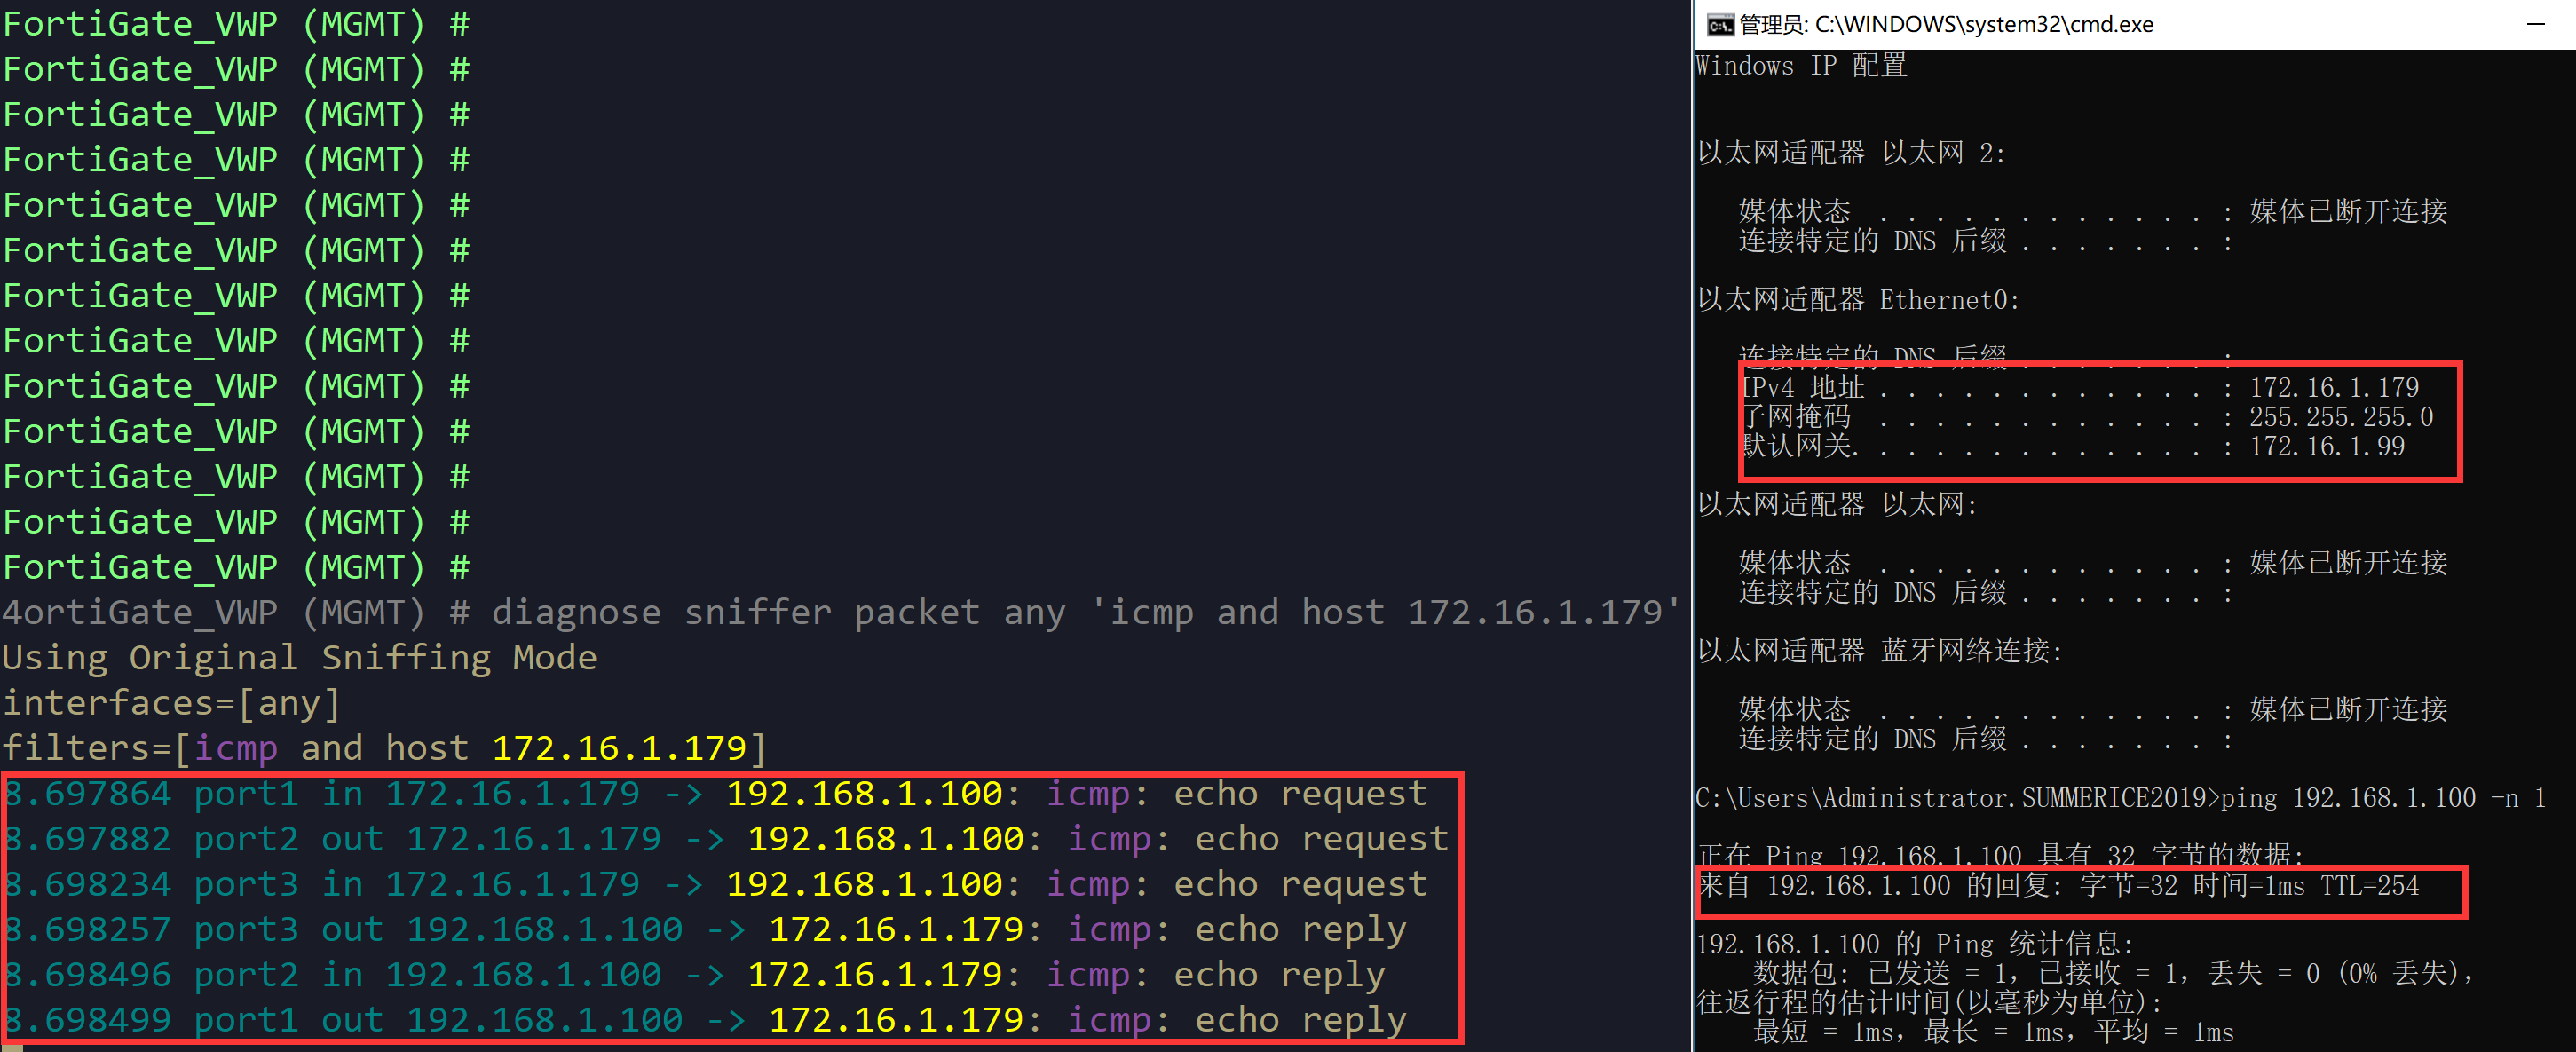 FortiGate_VWP (MGMT) #
FortiGate_VWP (MGMT) #
FortiGate_VWP (MGMT) #
FortiGate_VWP (MGMT) #
FortiGate_VWP (MGMT) #
FortiGate_VWP (MGMT) #
FortiGate_VWP (MGMT) #
FortiGate_VWP (MGMT) #
FortiGate_VWP (MGMT) #
FortiGate_VWP (MGMT) #
FortiGate_VWP (MGMT) #
FortiGate_VWP (MGMT) #
FortiGate_VWP (MGMT) #
4ortiGate_VWP (MGMT) # diagnose sniffer packet any 'icmp and host 172.16.1.179'
Using Original Sniffing Mode
interfaces=[any]
filters=[icmp and host 172.16.1.179]
8.697864 port1 in 172.16.1.179 -> 192.168.1.100: icmp: echo request
8.697882 port2 out 172.16.1.179 -> 192.168.1.100: icmp: echo request
8.698234 port3 in 172.16.1.179 -> 192.168.1.100: icmp: echo request
8.698257 port3 out 192.168.1.100 -> 172.16.1.179: icmp: echo reply
8.698496 port2 in 192.168.1.100 -> 172.16.1.179: icmp: echo reply
8.698499 port1 out 192.168.1.100 -> 172.16.1.179: icmp: echo reply
管理员: C:\WINDOWS\system32\cmd.exe
Windows IP 配置
以太网适配器 以太网 2:
媒体状态 . . . . . . . . . . . . : 媒体已断开连接
连接特定的 DNS 后缀 . . . . . . . :
以太网适配器 Ethernet0:
连接特定的 DNS 后缀 . . . . . . . :
IPv4 地址 . . . . . . . . . . . . : 172.16.1.179
子网掩码 . . . . . . . . . . . . : 255.255.255.0
默认网关. . . . . . . . . . . . . : 172.16.1.99
以太网适配器 以太网:
媒体状态 . . . . . . . . . . . . : 媒体已断开连接
连接特定的 DNS 后缀 . . . . . . . :
以太网适配器 蓝牙网络连接:
媒体状态 . . . . . . . . . . . . : 媒体已断开连接
连接特定的 DNS 后缀 . . . . . . . :
C:\Users\Administrator.SUMMERICE2019>ping 192.168.1.100 -n 1
正在 Ping 192.168.1.100 具有 32 字节的数据:
来自 192.168.1.100 的回复: 字节=32 时间=1ms TTL=254
192.168.1.100 的 Ping 统计信息:
数据包: 已发送 = 1，已接收 = 1，丢失 = 0 (0% 丢失)，
往返行程的估计时间(以毫秒为单位):
最短 = 1ms，最长 = 1ms，平均 = 1ms